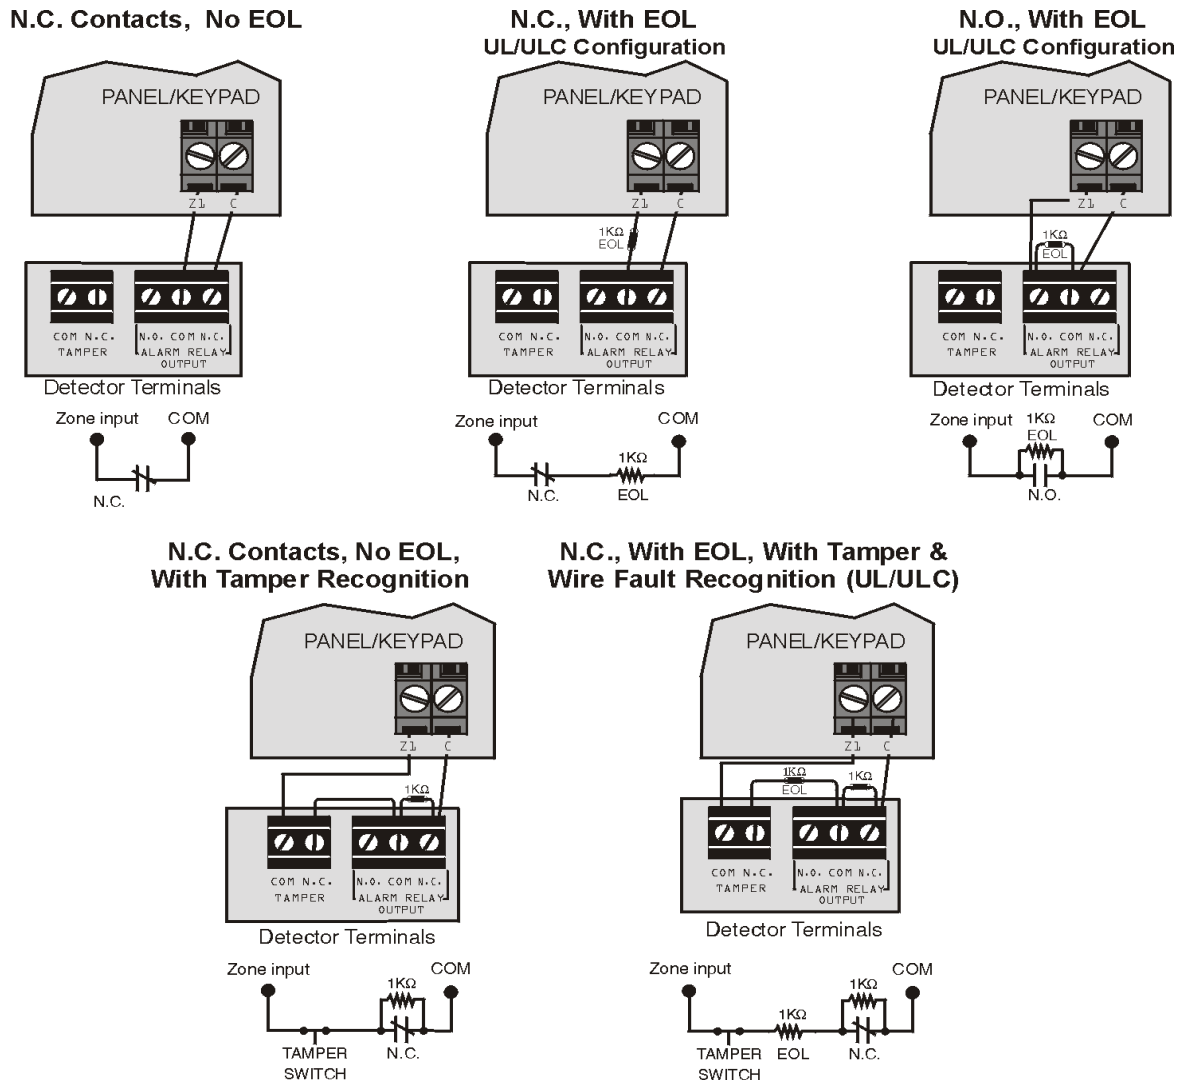 N.C. Contacts, No EOL
PANEL/KEYPAD
Z1 C
COM N.C. N.O. COM N.C.
TAMPER ALARM RELAY
OUTPUT
Detector Terminals
Zone input COM
N.C.
N.C., With EOL
UL/ULC Configuration
PANEL/KEYPAD
Z1 C
1KΩ
EOL
COM N.C. N.O. COM N.C.
TAMPER ALARM RELAY
OUTPUT
Detector Terminals
Zone input COM
1KΩ
N.C. EOL
N.O., With EOL
UL/ULC Configuration
PANEL/KEYPAD
Z1 C
1KΩ
EOL
COM N.C. N.O. COM N.C.
TAMPER ALARM RELAY
OUTPUT
Detector Terminals
Zone input 1KΩ COM
EOL
N.O.
N.C. Contacts, No EOL,
With Tamper Recognition
PANEL/KEYPAD
Z1 C
1KΩ
COM N.C. N.O. COM N.C.
TAMPER ALARM RELAY
OUTPUT
Detector Terminals
Zone input COM
1KΩ
TAMPER N.C.
SWITCH
N.C., With EOL, With Tamper &
Wire Fault Recognition (UL/ULC)
PANEL/KEYPAD
Z1 C
1KΩ 1KΩ
EOL
COM N.C. N.O. COM N.C.
TAMPER ALARM RELAY
OUTPUT
Detector Terminals
Zone input COM
1KΩ
1KΩ
TAMPER EOL N.C.
SWITCH